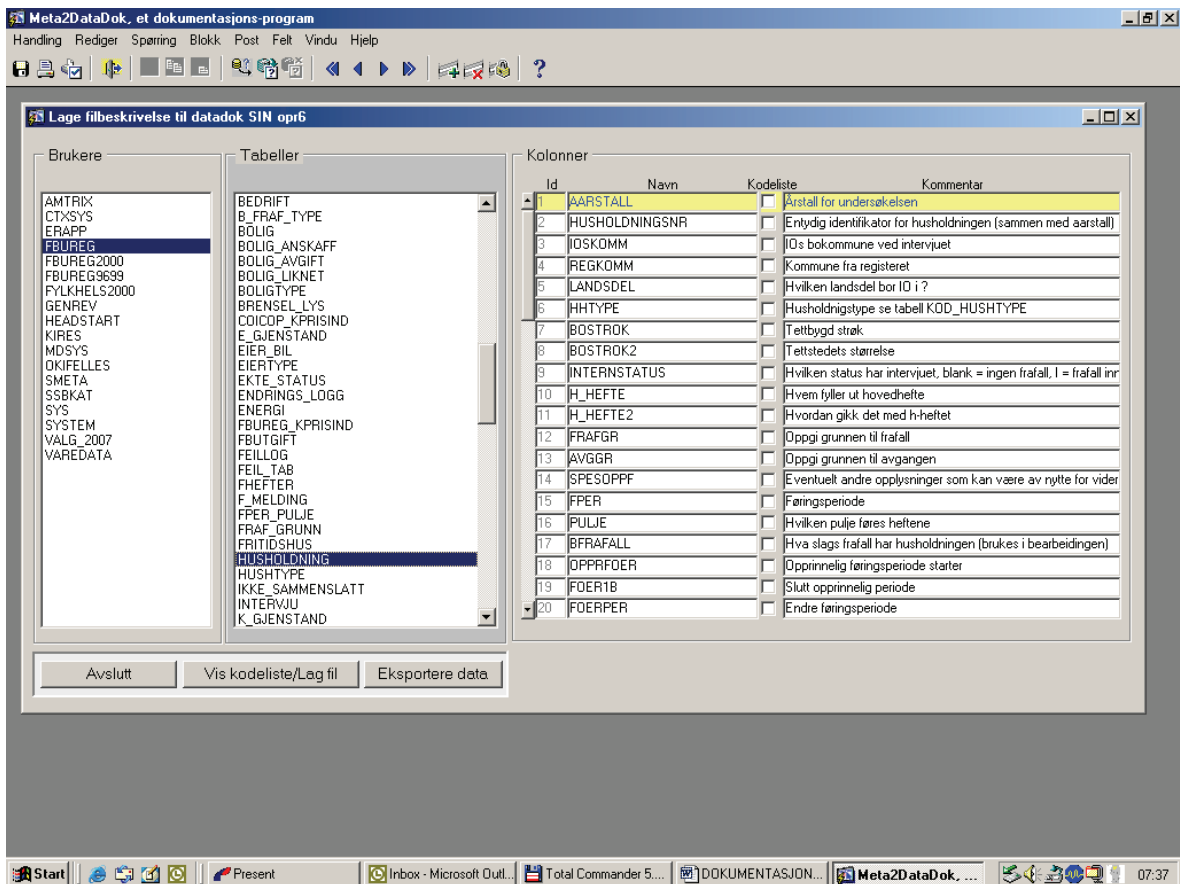 Meta2DataDok, et dokumentasjons-program
Handling Rediger Spørring Blokk Post Felt Vindu Hjelp
Lage filbeskrivelse til datadok SIN opr6
Brukere
AMTRIX
CTXSYS
ERAPP
FBUREG
FBUREG2000
FBUREG9699
FYLKHELS2000
GENREV
HEADSTART
KIRES
MDSYS
OKIFELLES
SMETA
SSBKAT
SYS
SYSTEM
VALG_2007
VAREDATA
Tabeller
BEDRIFT
B_FRAF_TYPE
BOLIG
BOLIG_ANSKAFF
BOLIG_AVGIFT
BOLIG_LIKNET
BOLIGTYPE
BRENSEL_LYS
COICOP_KPRISIND
E_GJENSTAND
EIER_BIL
EIERTYPE
EKTE_STATUS
ENDRINGS_LOGG
ENERGI
FBUREG_KPRISIND
FBUTGIFT
FEILLOG
FEIL_TAB
FHEFTER
F_MELDING
FPER_PULJE
FRAF_GRUNN
FRITIDSHUS
HUSHOLDNING
HUSHTYPE
IKKE_SAMMENSLATT
INTERVJU
K_GJENSTAND
Kolonner
Id Navn Kodeliste Kommentar
1 AARSTALL Årstall for undersøkelsen
2 HUSHOLDNINGSNR Entydig identifikator for husholdningen (sammen med aarstall)
3 IOSKOMM IOs bokommune ved intervjuet
4 REGKOMM Kommune fra registeret
5 LANDSDEL Hvilken landsdel bor IO i ?
6 HHTYPE Husholdnigstype se tabell KOD_HUSHTYPE
7 BOSTROK Tettbygd strøk
8 BOSTROK2 Tettstedets størrelse
9 INTERNSTATUS Hvilken status har intervjuet, blank = ingen frafall, I = frafall inn
10 H_HEFTE Hvem fyller ut hovedhefte
11 H_HEFTE2 Hvordan gikk det med h-heftet
12 FRAFGR Oppgi grunnen til frafall
13 AVGGR Oppgi grunnen til avgangen
14 SPESOPPF Eventuelt andre opplysninger som kan være av nytte for vider
15 FPER Føringsperiode
16 PULJE Hvilken pulje føres heftene
17 BFRAFALL Hva slags frafall har husholdningen (brukes i bearbeidingen)
18 OPPRFOER Opprinnelig føringsperiode starter
19 FOER1B Slutt opprinnelig periode
20 FOERPER Endre føringsperiode
Avslutt Vis kodeliste/Lag fil Eksportere data
Start Present Inbox - Microsoft Outl... Total Commander 5.... DOKUMENTASJON... Meta2DataDok, ... 07:37